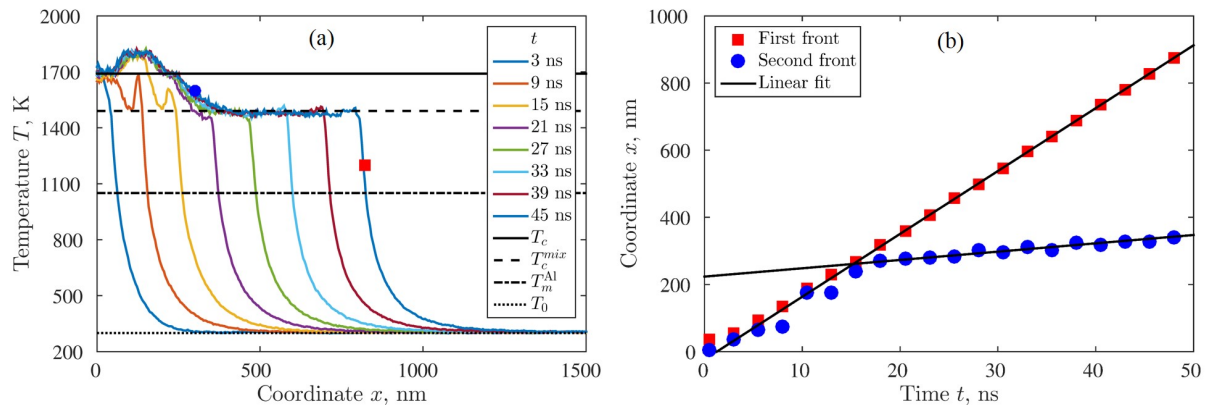 (a)
Temperature T, K
2000
1700
1400
1100
800
500
200
0
500
1000
1500
Coordinate x, nm
t
3 ns
9 ns
15 ns
21 ns
27 ns
33 ns
39 ns
45 ns
T_c
T_c^{mix}
T_m^{Al}
T_0
(b)
Coordinate x, nm
1000
800
600
400
200
0
0
10
20
30
40
50
Time t, ns
First front
Second front
Linear fit